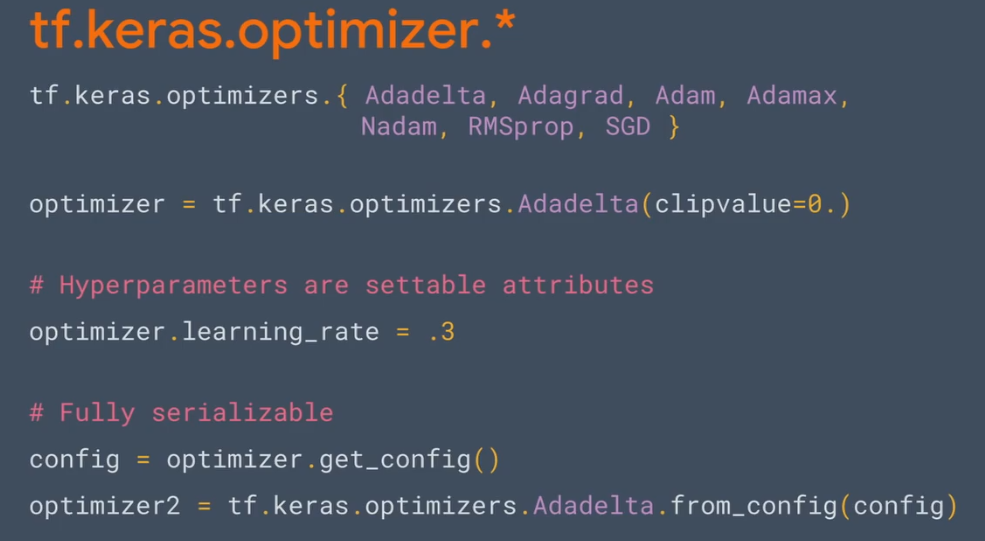 tf.keras.optimizer.*
tf.keras.optimizers.{ Adadelta, Adagrad, Adam, Adamax,
Nadam, RMSprop, SGD }
optimizer = tf.keras.optimizers.Adadelta(clipvalue=0.)
# Hyperparameters are settable attributes
optimizer.learning_rate = .3
# Fully serializable
config = optimizer.get_config()
optimizer2 = tf.keras.optimizers.Adadelta.from_config(config)